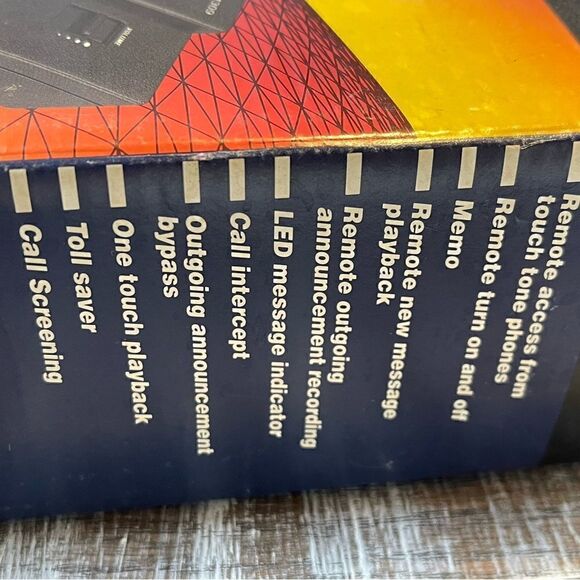 Remote access from
touch tone phones
Remote turn on and off
Memo
Remote new message
playback
Remote outgoing
announcement recording
LED message indicator
Call intercept
Outgoing announcement
bypass
One touch playback
Toll saver
Call Screening